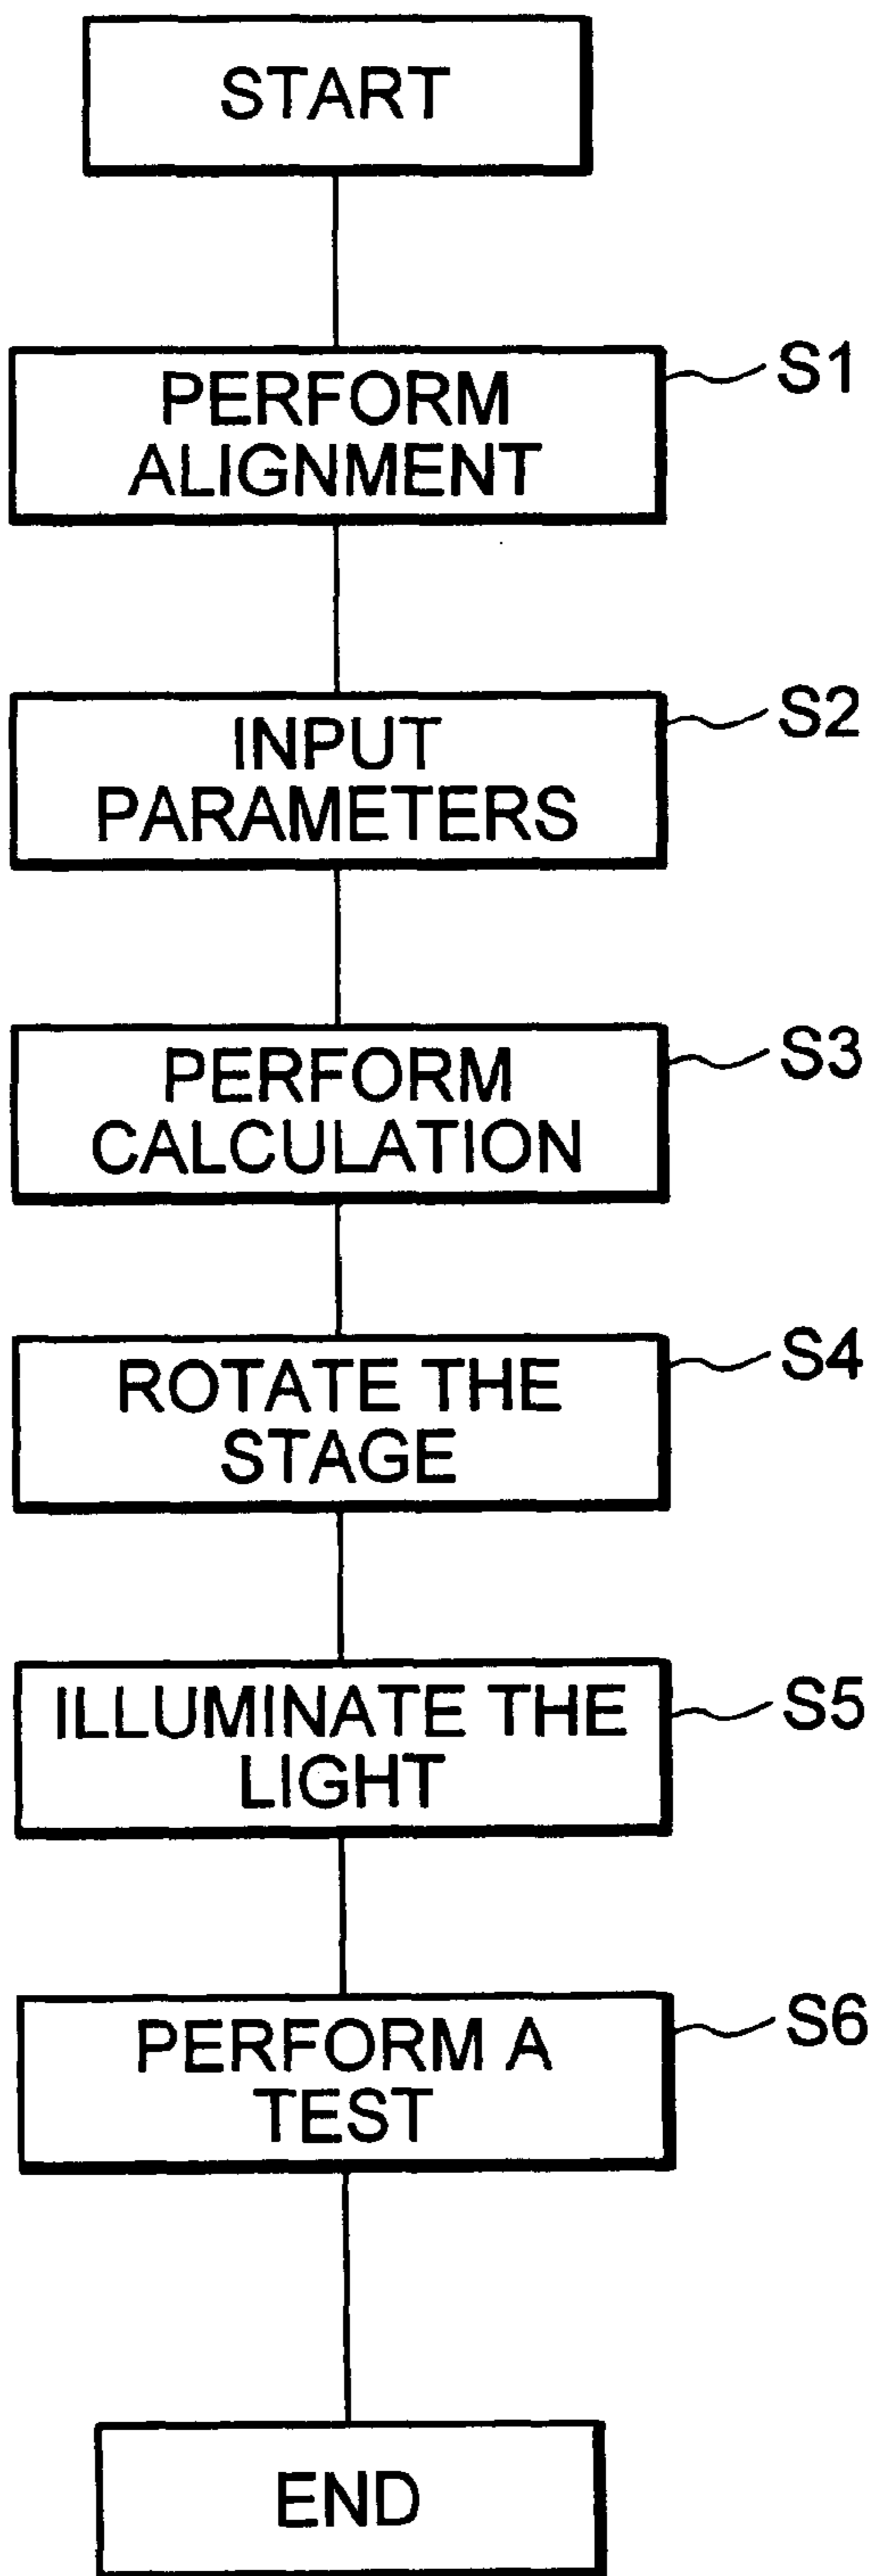 START
S1
PERFORM
ALIGNMENT
S2
INPUT
PARAMETERS
S3
PERFORM
CALCULATION
S4
ROTATE THE
STAGE
S5
ILLUMINATE THE
LIGHT
S6
PERFORM A
TEST
END